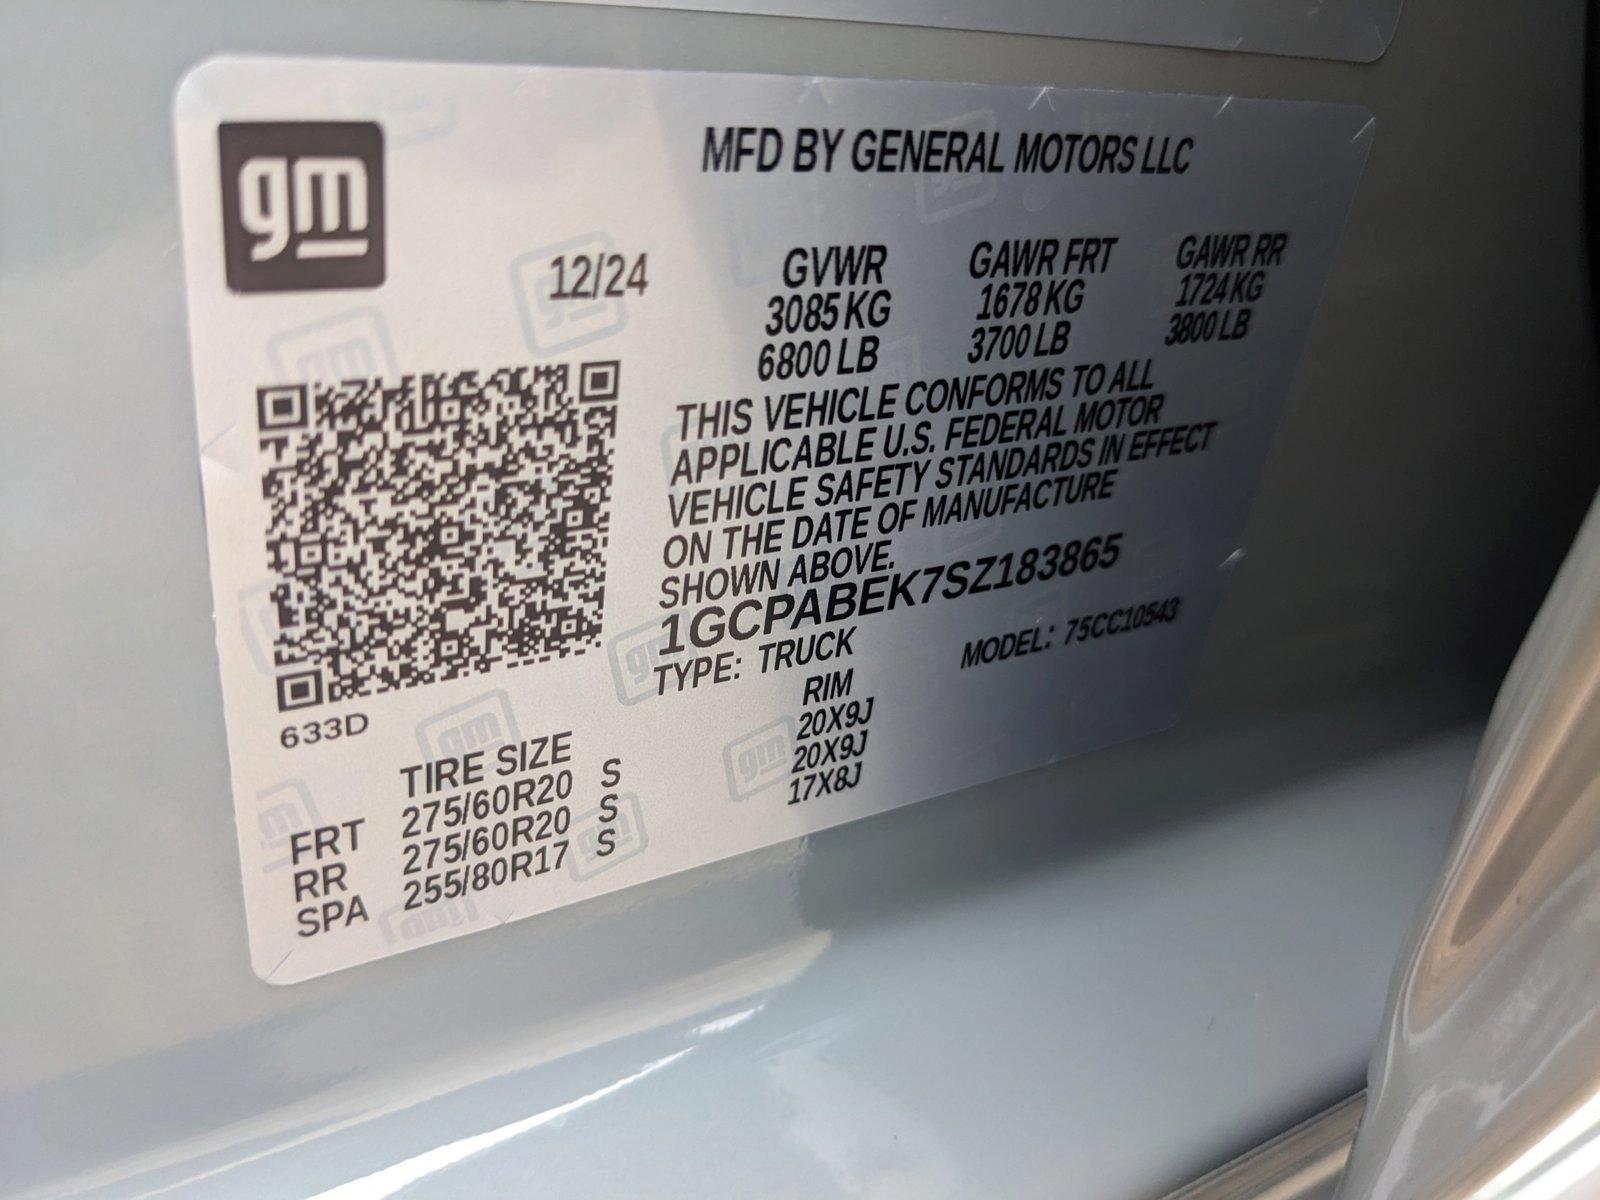 gm
MFD BY GENERAL MOTORS LLC
12/24
GVWR GAWR FRT GAWR RR
3085 KG 1678 KG 1724 KG
6800 LB 3700 LB 3800 LB
THIS VEHICLE CONFORMS TO ALL
APPLICABLE U.S. FEDERAL MOTOR
VEHICLE SAFETY STANDARDS IN EFFECT
ON THE DATE OF MANUFACTURE
SHOWN ABOVE.
1GCPABEK7SZ183865
TYPE: TRUCK MODEL: 75CC10543
633D
TIRE SIZE RIM
FRT 275/60R20 S 20X9J
RR 275/60R20 S 20X9J
SPA 255/80R17 S 17X8J